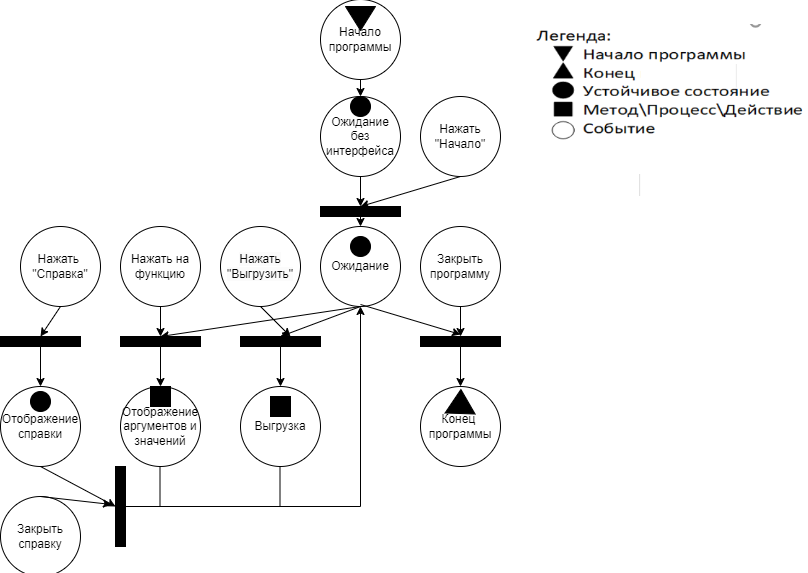 Начало
программы
Легенда:
Начало программы
Конец
Устойчивое состояние
Метод\Процесс\Действие
Событие
Ожидание
без
интерфейса
Нажать
"Начало"
Нажать
"Справка"
Нажать на
функцию
Нажать
"Выгрузить"
Ожидание
Закрыть
программу
Отображение
справки
Отображение
аргументов и
значений
Выгрузка
Конец
программы
Закрыть
справку